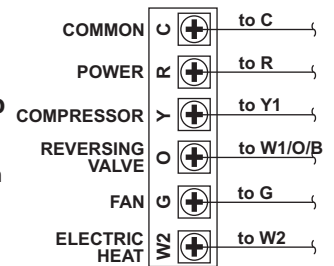 COMMON C to C
POWER R to R
COMPRESSOR Y to Y1
REVERSING
VALVE O to W1/O/B
FAN G to G
ELECTRIC
HEAT W2 to W2